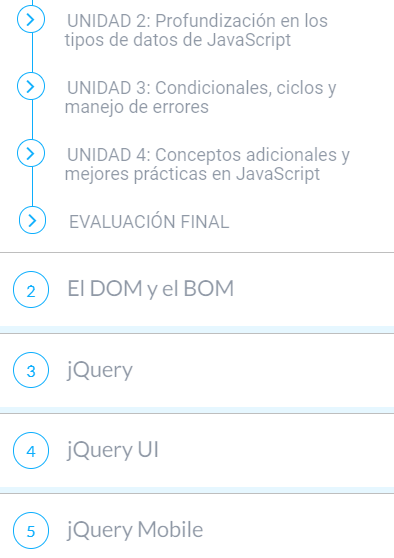 UNIDAD 2: Profundización en los
tipos de datos de JavaScript
UNIDAD 3: Condicionales, ciclos y
manejo de errores
UNIDAD 4: Conceptos adicionales y
mejores prácticas en JavaScript
EVALUACIÓN FINAL
2 El DOM y el BOM
3 jQuery
4 jQuery UI
5 jQuery Mobile